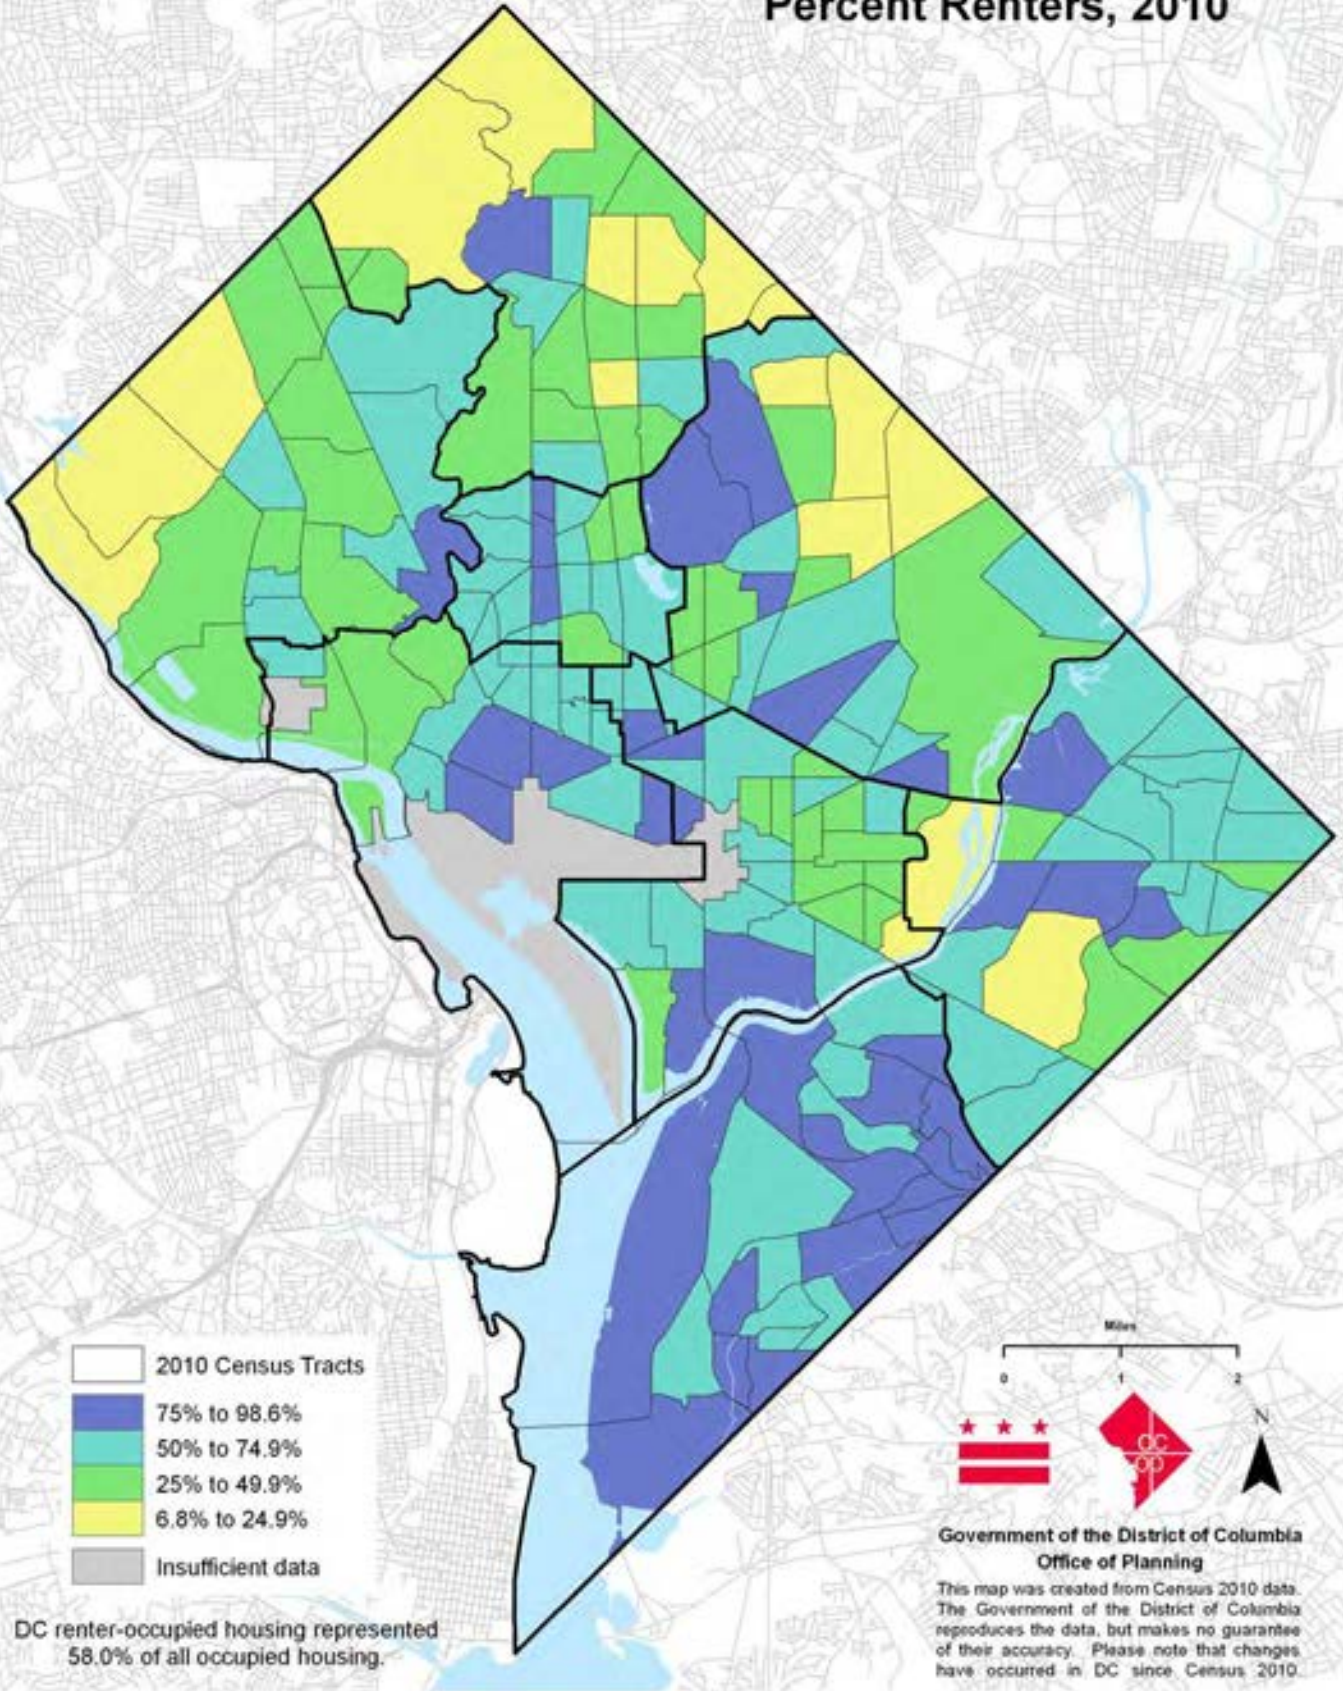 Percent Renters, 2010
2010 Census Tracts
75% to 98.6%
50% to 74.9%
25% to 49.9%
6.8% to 24.9%
Insufficient data
DC renter-occupied housing represented
58.0% of all occupied housing.
Miles
0 1 2
N
DC
OP
Government of the District of Columbia
Office of Planning
This map was created from Census 2010 data.
The Government of the District of Columbia
reproduces the data, but makes no guarantee
of their accuracy. Please note that changes
have occurred in DC since Census 2010.